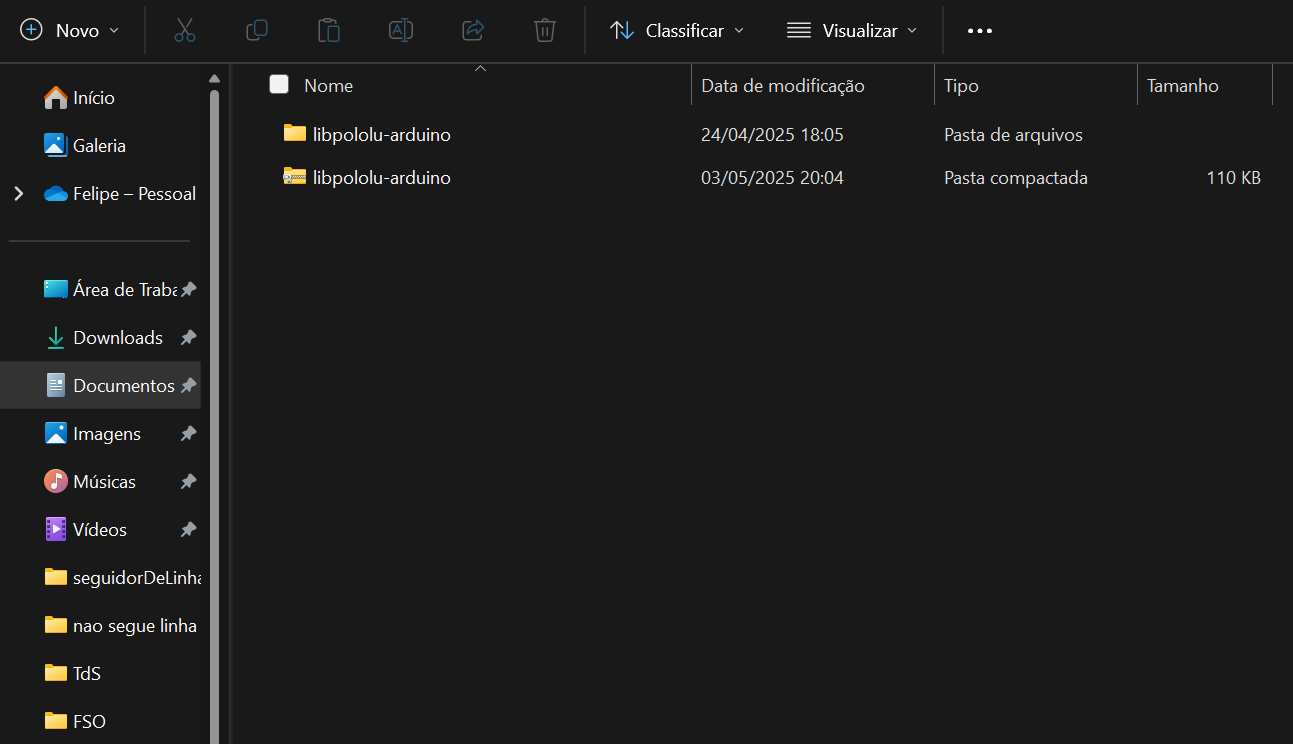 Novo
Classificar
Visualizar
Nome
Data de modificação
Tipo
Tamanho
libpololu-arduino 24/04/2025 18:05 Pasta de arquivos
libpololu-arduino 03/05/2025 20:04 Pasta compactada 110 KB
Início
Galeria
Felipe – Pessoal
Área de Traba
Downloads
Documentos
Imagens
Músicas
Vídeos
seguidorDeLinha
nao segue linha
TdS
FSO